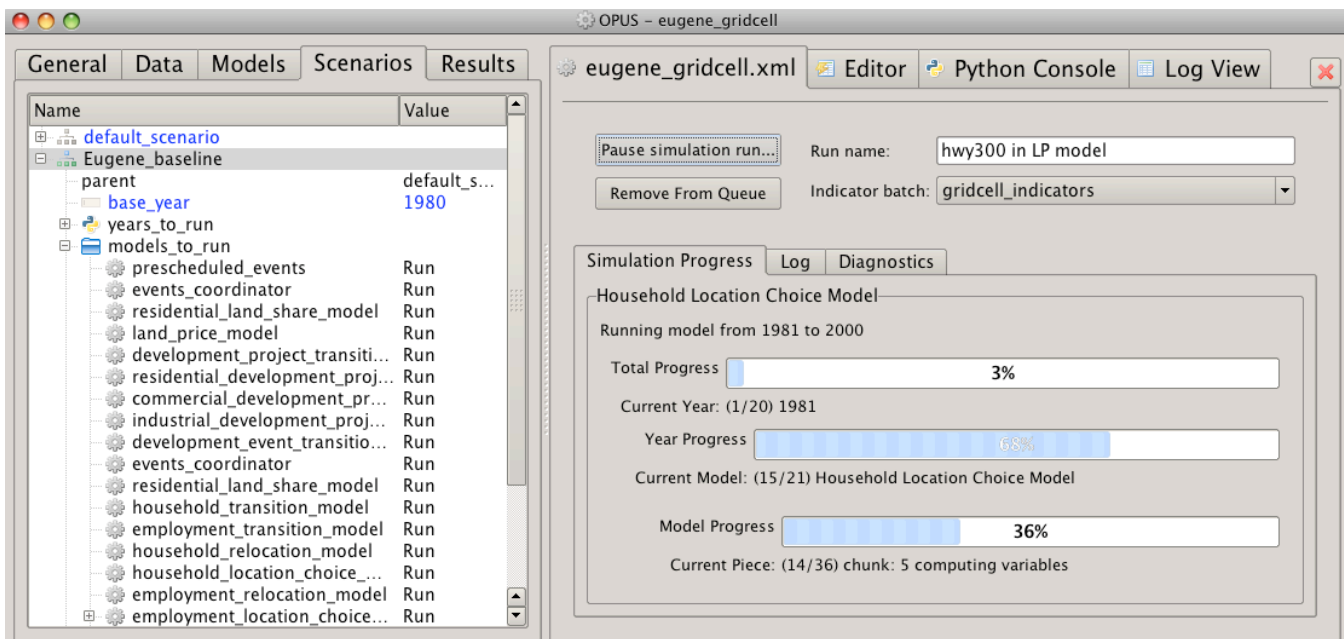 OPUS – eugene_gridcell
General Data Models Scenarios Results
Name Value
default_scenario
Eugene_baseline
parent default_s...
base_year 1980
years_to_run
models_to_run
prescheduled_events Run
events_coordinator Run
residential_land_share_model Run
land_price_model Run
development_project_transiti... Run
residential_development_proj... Run
commercial_development_pr... Run
industrial_development_proj... Run
development_event_transitio... Run
events_coordinator Run
residential_land_share_model Run
household_transition_model Run
employment_transition_model Run
household_relocation_model Run
household_location_choice_... Run
employment_relocation_model Run
employment_location_choice... Run
eugene_gridcell.xml Editor Python Console Log View
Pause simulation run... Run name: hwy300 in LP model
Remove From Queue Indicator batch: gridcell_indicators
Simulation Progress Log Diagnostics
Household Location Choice Model
Running model from 1981 to 2000
Total Progress 3%
Current Year: (1/20) 1981
Year Progress 68%
Current Model: (15/21) Household Location Choice Model
Model Progress 36%
Current Piece: (14/36) chunk: 5 computing variables